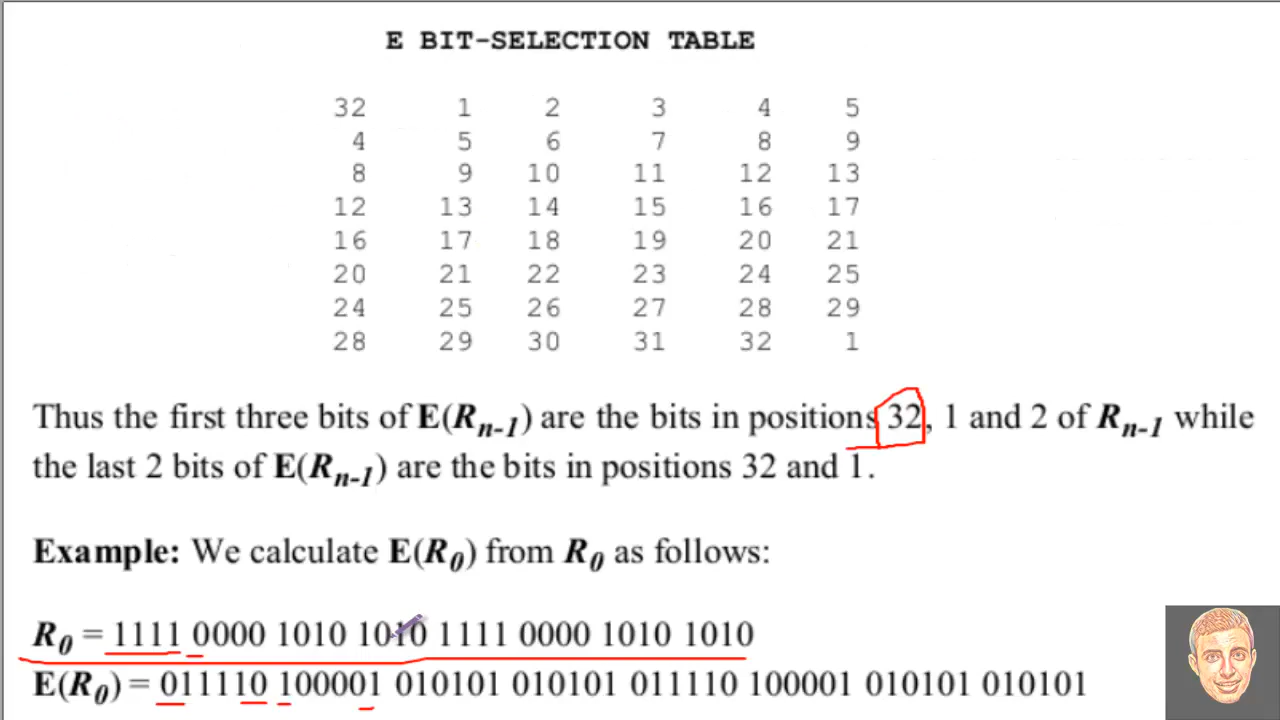 E BIT-SELECTION TABLE
32 1 2 3 4 5
4 5 6 7 8 9
8 9 10 11 12 13
12 13 14 15 16 17
16 17 18 19 20 21
20 21 22 23 24 25
24 25 26 27 28 29
28 29 30 31 32 1
Thus the first three bits of E(Rn-1) are the bits in positions 32, 1 and 2 of Rn-1 while
the last 2 bits of E(Rn-1) are the bits in positions 32 and 1.
Example: We calculate E(R0) from R0 as follows:
R0 = 1111 0000 1010 1010 1111 0000 1010 1010
E(R0) = 011110 100001 010101 010101 011110 100001 010101 010101